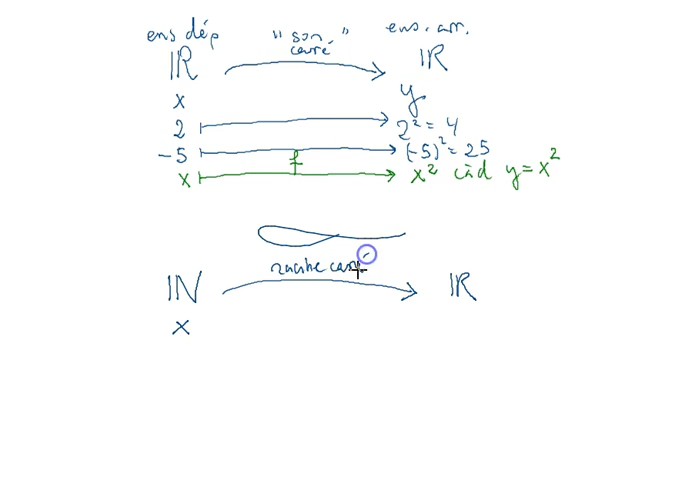 ens dép "son carré" ens. arr.
IR IR
x y
2 2² = 4
-5 (-5)² = 25
x f x² càd y = x²
racine carr
IN IR
x